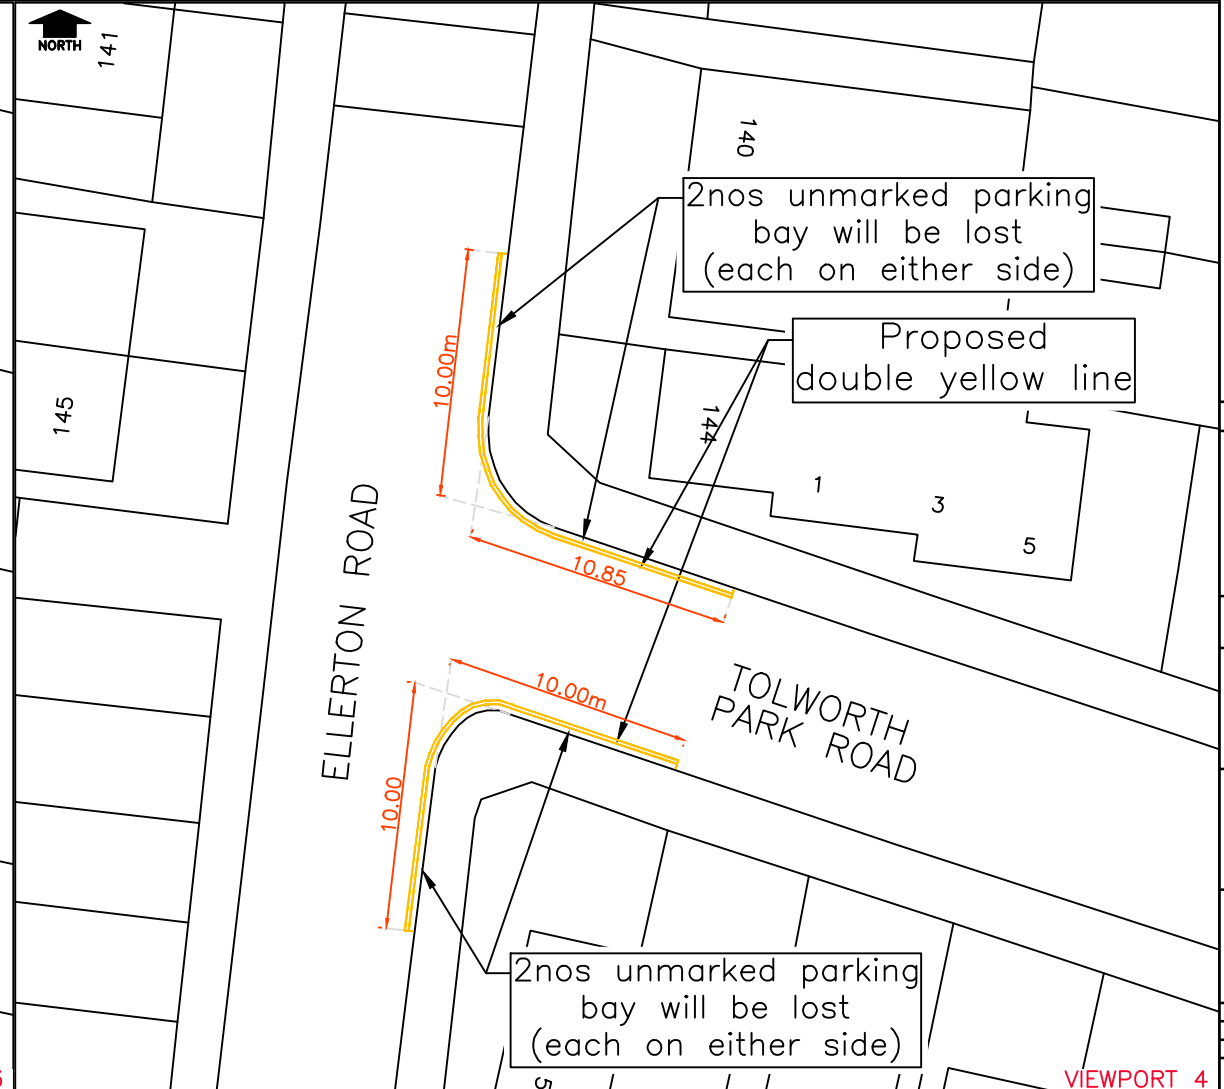 NORTH
141
140
2nos unmarked parking
bay will be lost
(each on either side)
Proposed
double yellow line
10.00m
145
144
1
3
5
ELLERTON ROAD
10.85
10.00m
TOLWORTH
PARK ROAD
10.00
2nos unmarked parking
bay will be lost
(each on either side)
5
VIEWPORT 4